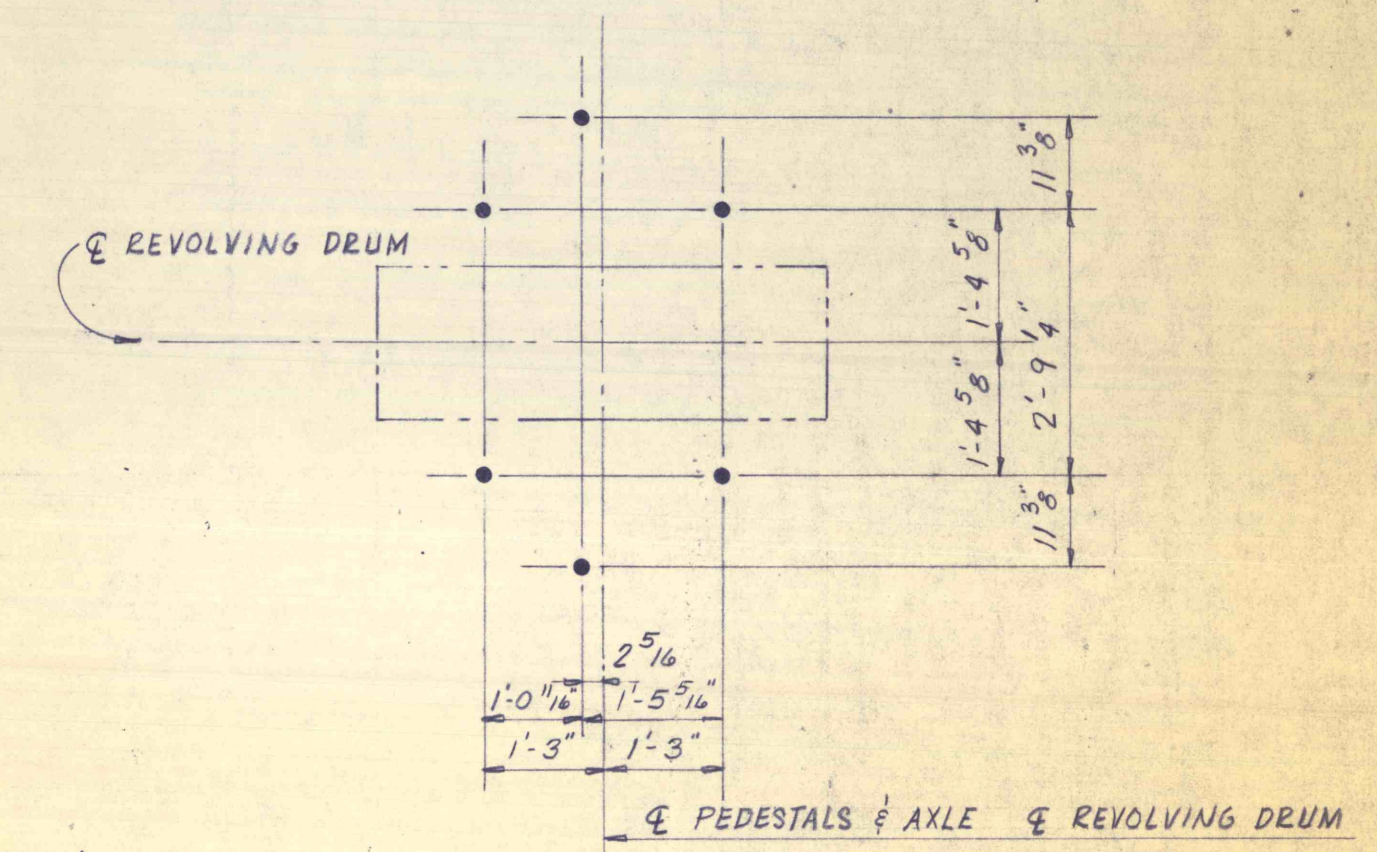 11 3/8"
℄ REVOLVING DRUM
1'-4 5/8"
2'-9 1/4"
1'-4 5/8"
11 3/8"
2 5/16
1'-0 11/16" 1'-5 5/16"
1'-3" 1'-3"
℄ PEDESTALS & AXLE ℄ REVOLVING DRUM